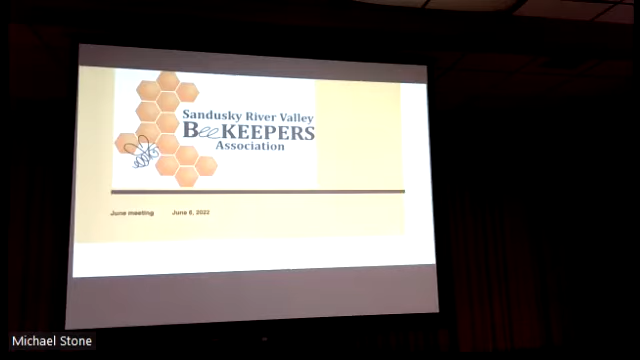 Sandusky River Valley
BeeKEEPERS
Association
June meeting June 6, 2022
Michael Stone